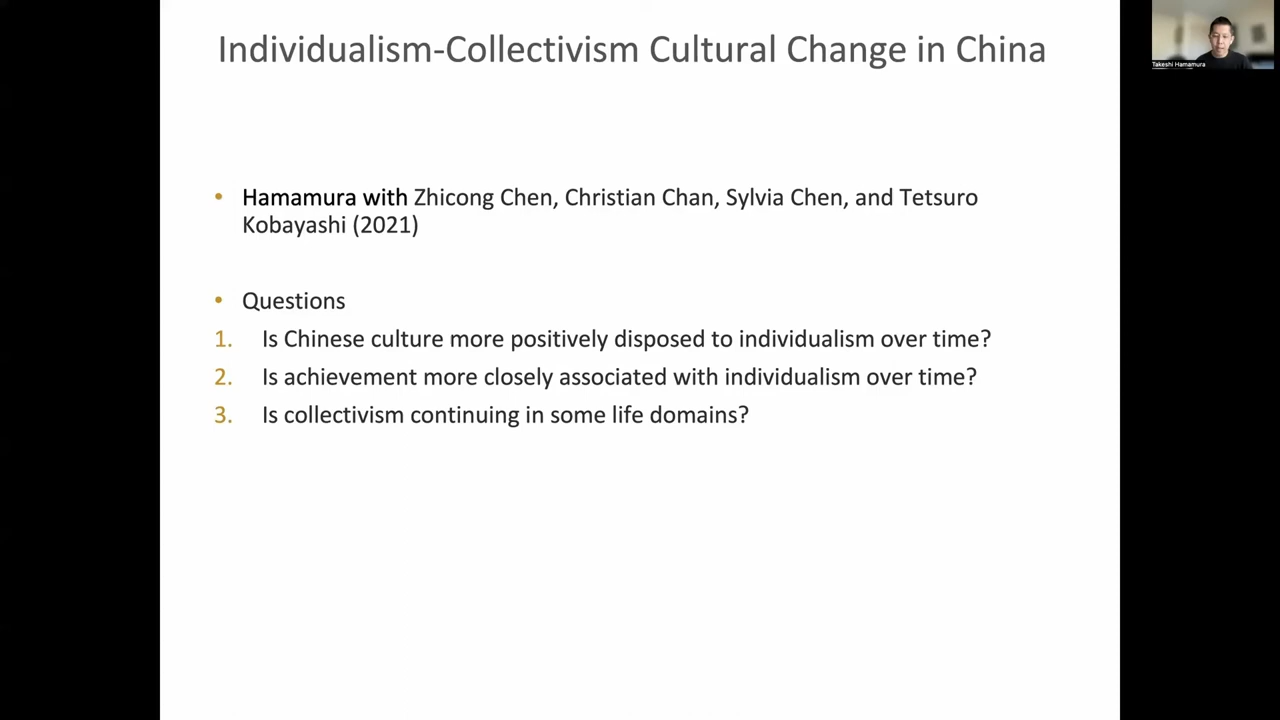 Individualism-Collectivism Cultural Change in China
Takeshi Hamamura
• Hamamura with Zhicong Chen, Christian Chan, Sylvia Chen, and Tetsuro
Kobayashi (2021)
• Questions
1. Is Chinese culture more positively disposed to individualism over time?
2. Is achievement more closely associated with individualism over time?
3. Is collectivism continuing in some life domains?